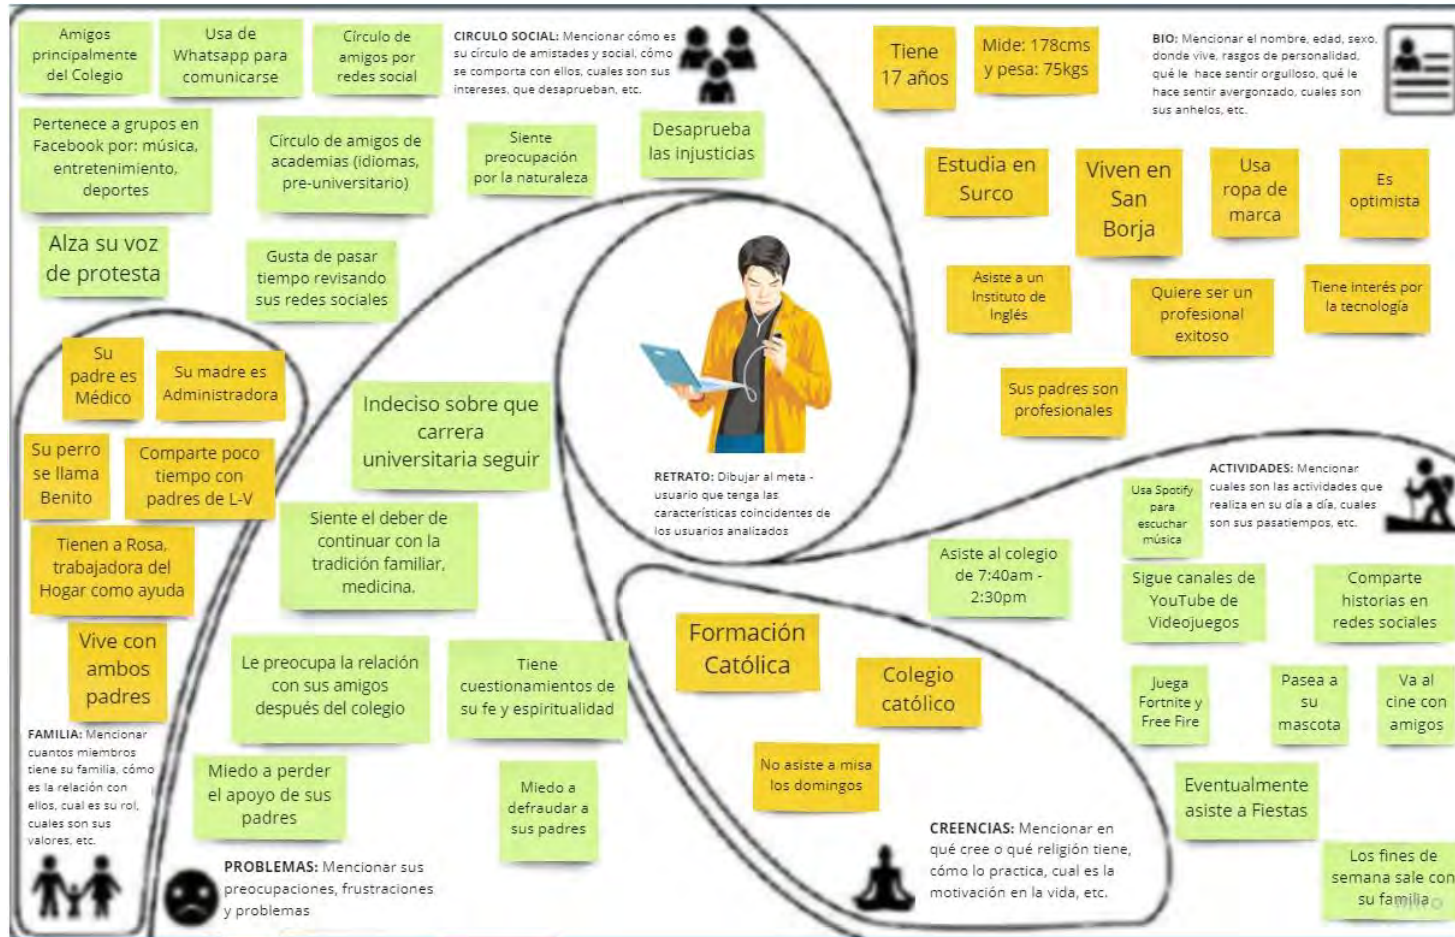 Amigos
principalmente
del Colegio
Usa de
Whatsapp para
comunicarse
Círculo de
amigos por
redes social
CIRCULO SOCIAL: Mencionar cómo es
su círculo de amistades y social, cómo
se comporta con ellos, cuales son sus
intereses, que desaprueban, etc.
Pertenece a grupos en
Facebook por: música,
entretenimiento,
deportes
Círculo de amigos de
academias (idiomas,
pre-universitario)
Siente
preocupación
por la naturaleza
Desaprueba
las injusticias
Alza su voz
de protesta
Gusta de pasar
tiempo revisando
sus redes sociales
Tiene
17 años
Mide: 178cms
y pesa: 75kgs
BIO: Mencionar el nombre, edad, sexo,
donde vive, rasgos de personalidad,
qué le hace sentir orgulloso, qué le
hace sentir avergonzado, cuales son
sus anhelos, etc.
Estudia en
Surco
Viven en
San
Borja
Usa
ropa de
marca
Es
optimista
Asiste a un
Instituto de
Inglés
Quiere ser un
profesional
exitoso
Tiene interés por
la tecnología
Sus padres son
profesionales
Su
padre es
Médico
Su madre es
Administradora
Su perro
se llama
Benito
Comparte poco
tiempo con
padres de L-V
Tienen a Rosa,
trabajadora del
Hogar como ayuda
Vive con
ambos
padres
FAMILIA: Mencionar
cuantos miembros
tiene su familia, cómo
es la relación con
ellos, cual es su rol,
cuales son sus
valores, etc.
Indeciso sobre que
carrera
universitaria seguir
Siente el deber de
continuar con la
tradición familiar,
medicina.
Le preocupa la relación
con sus amigos
después del colegio
Tiene
cuestionamientos de
su fe y espiritualidad
Miedo a perder
el apoyo de sus
padres
Miedo a
defraudar a
sus padres
PROBLEMAS: Mencionar sus
preocupaciones, frustraciones
y problemas
RETRATO: Dibujar al meta -
usuario que tenga las
características coincidentes de
los usuarios analizados
Formación
Católica
Colegio
católico
No asiste a misa
los domingos
CREENCIAS: Mencionar en
qué cree o qué religión tiene,
cómo lo practica, cual es la
motivación en la vida, etc.
ACTIVIDADES: Mencionar
cuales son las actividades que
realiza en su día a día, cuales
son sus pasatiempos, etc.
Usa Spotify
para
escuchar
música
Asiste al colegio
de 7:40am -
2:30pm
Sigue canales de
YouTube de
Videojuegos
Comparte
historias en
redes sociales
Juega
Fortnite y
Free Fire
Pasea a
su
mascota
Va al
cine con
amigos
Eventualmente
asiste a Fiestas
Los fines de
semana sale con
su familia
miro